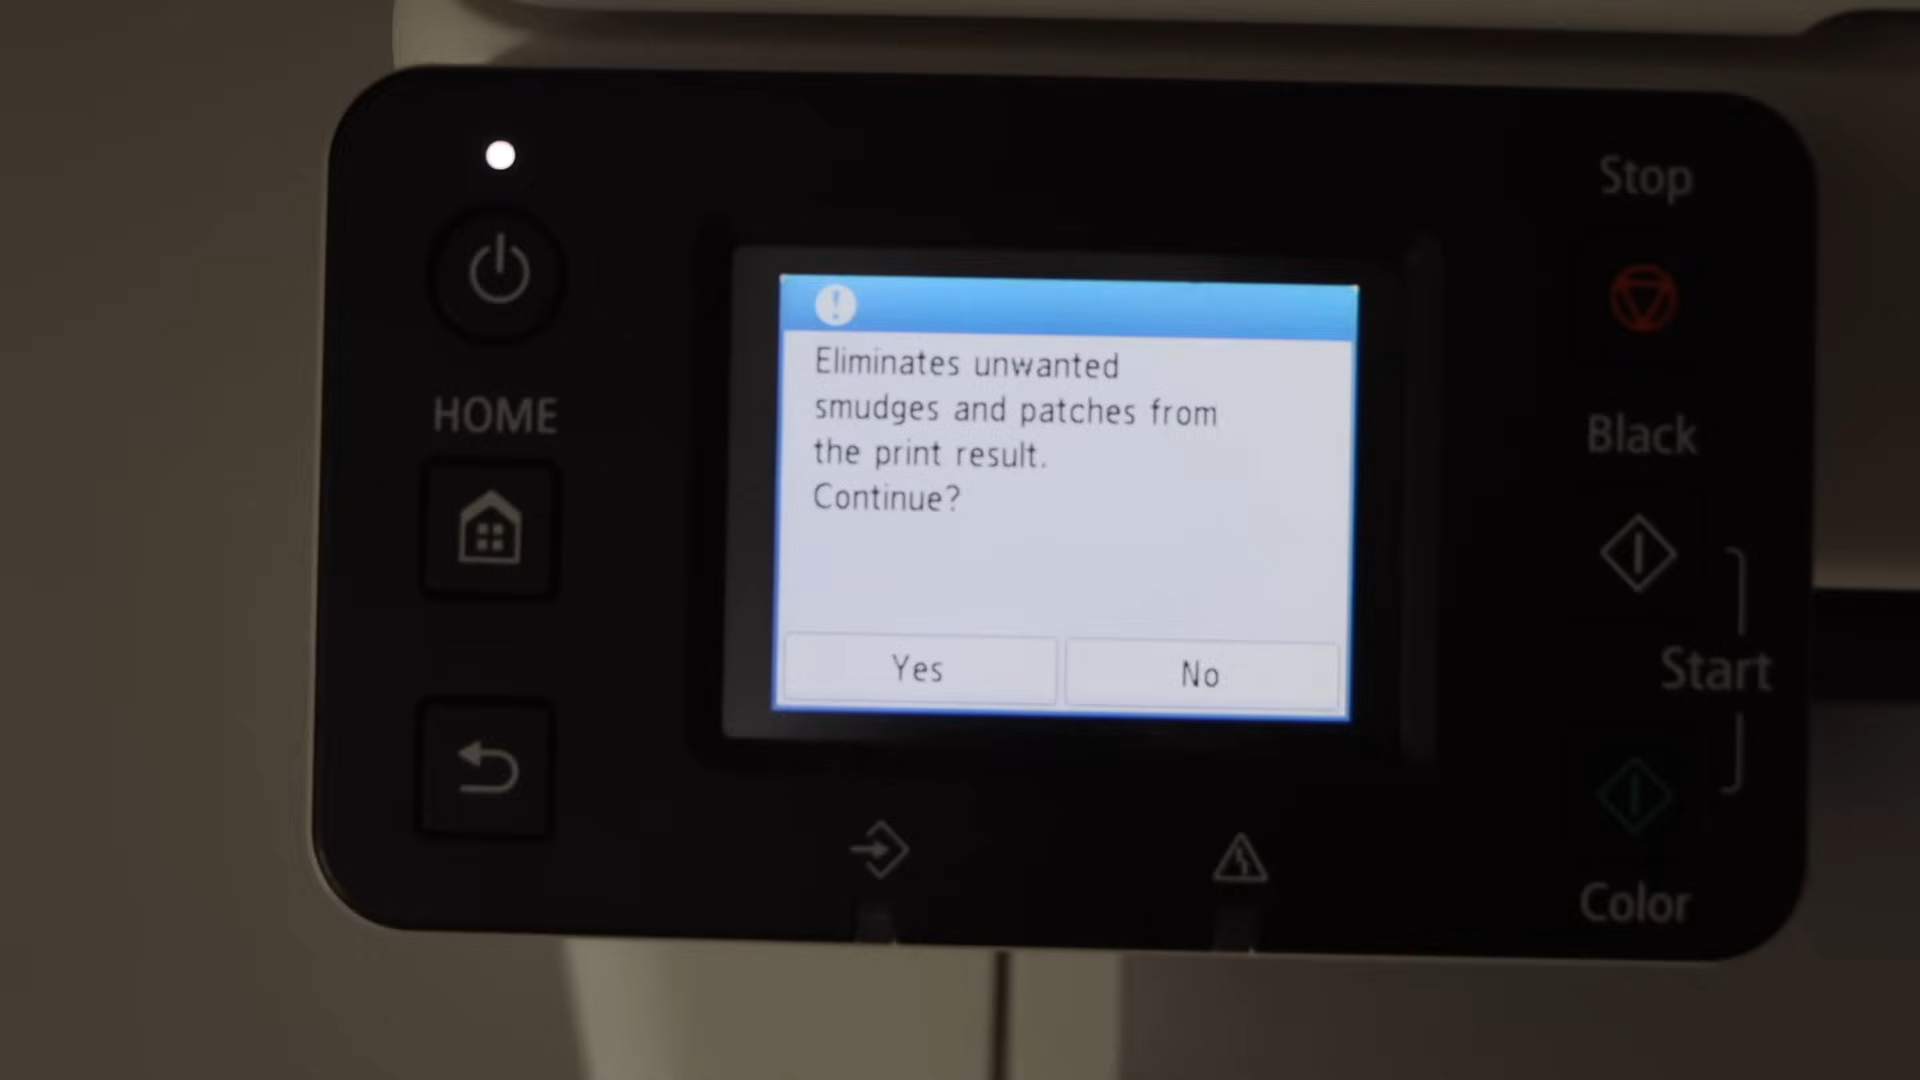 Stop
HOME
Eliminates unwanted
smudges and patches from
the print result.
Continue?
Yes
No
Black
Start
Color